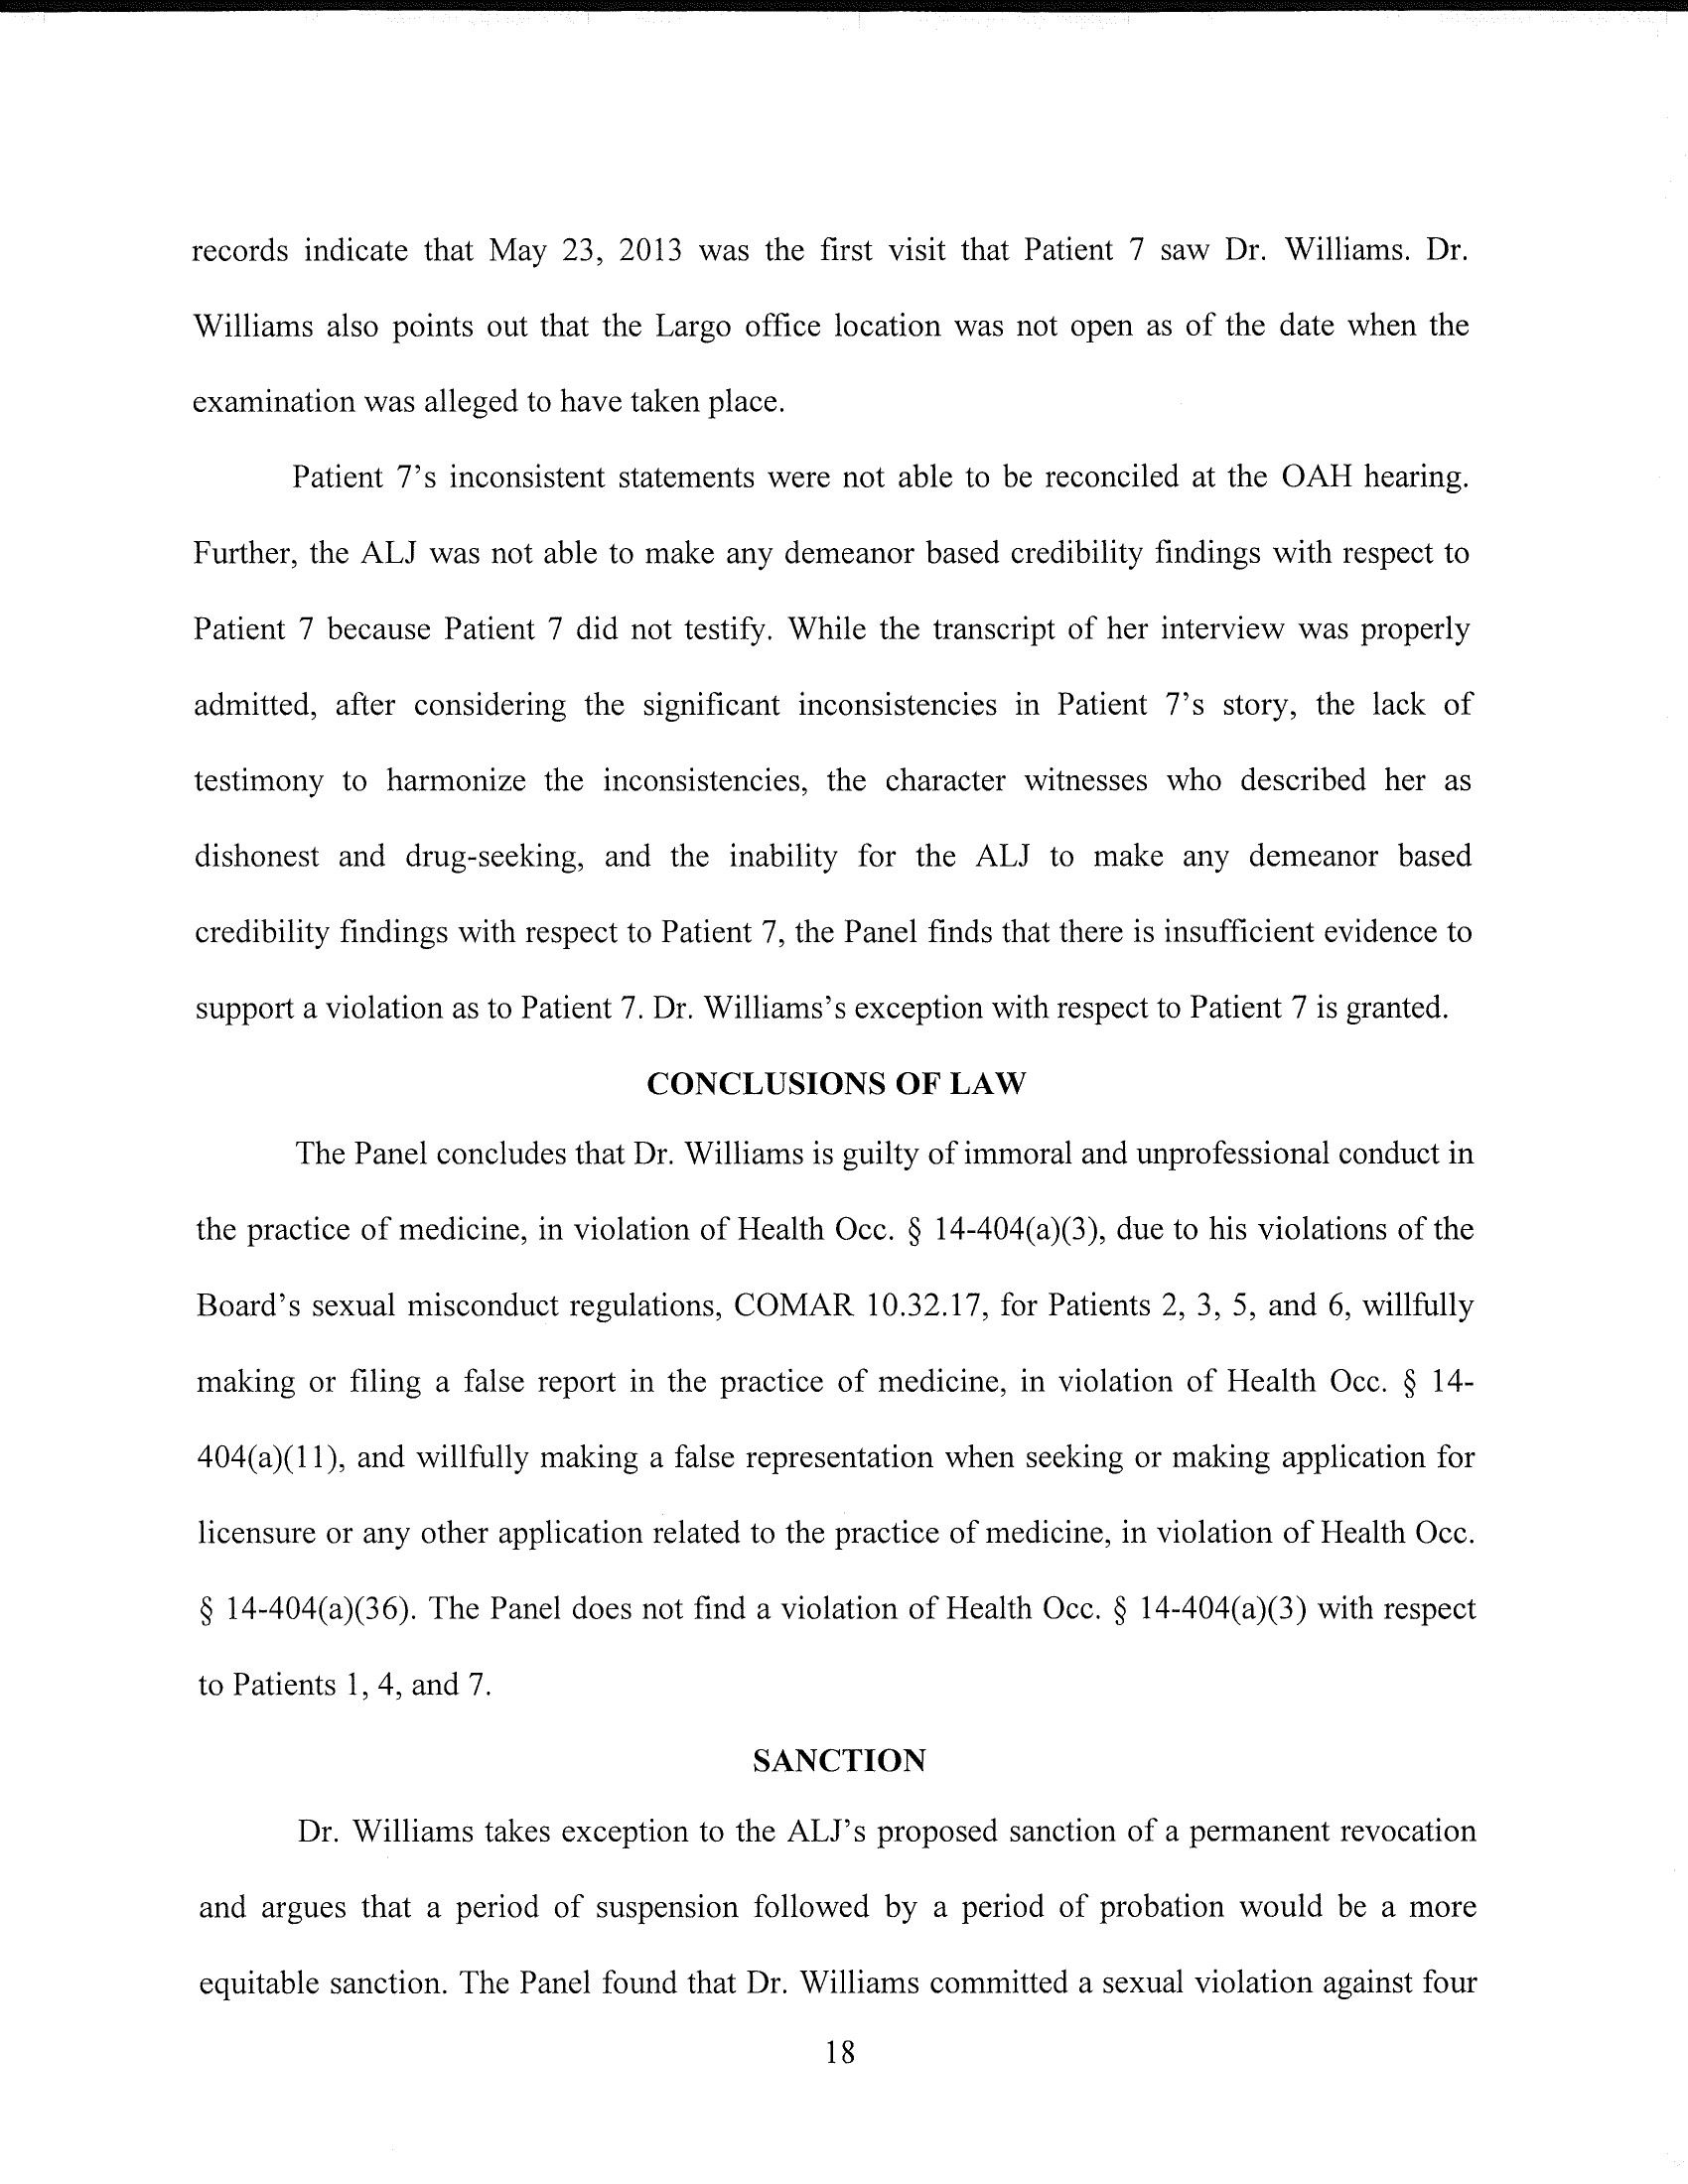 records indicate that May 23, 2013 was the first visit that Patient 7 saw Dr. Williams. Dr.
Williams also points out that the Largo office location was not open as of the date when the
examination was alleged to have taken place.
Patient 7's inconsistent statements were not able to be reconciled at the OAH hearing.
Further, the ALJ was not able to make any demeanor based credibility findings with respect to
Patient 7 because Patient 7 did not testify. While the transcript of her interview was properly
admitted, after considering the significant inconsistencies in Patient 7's story, the lack of
testimony to harmonize the inconsistencies, the character witnesses who described her as
dishonest and drug-seeking, and the inability for the ALJ to make any demeanor based
credibility findings with respect to Patient 7, the Panel finds that there is insufficient evidence to
support a violation as to Patient 7. Dr. Williams's exception with respect to Patient 7 is granted.
CONCLUSIONS OF LAW
The Panel concludes that Dr. Williams is guilty of immoral and unprofessional conduct in
the practice of medicine, in violation of Health Occ. § 14-404(a)(3), due to his violations of the
Board's sexual misconduct regulations, COMAR 10.32.17, for Patients 2, 3, 5, and 6, willfully
making or filing a false report in the practice of medicine, in violation of Health Occ. § 14-
404(a)(11), and willfully making a false representation when seeking or making application for
licensure or any other application related to the practice of medicine, in violation of Health Occ.
§ 14-404(a)(36). The Panel does not find a violation of Health Occ. § 14-404(a)(3) with respect
to Patients 1, 4, and 7.
SANCTION
Dr. Williams takes exception to the ALJ's proposed sanction of a permanent revocation
and argues that a period of suspension followed by a period of probation would be a more
equitable sanction. The Panel found that Dr. Williams committed a sexual violation against four
18